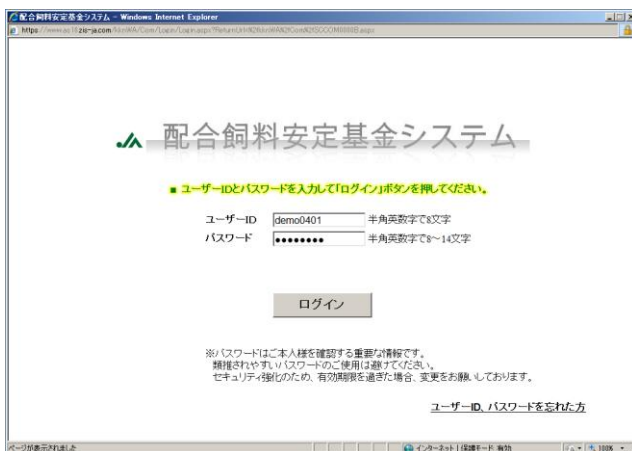 配合飼料安定基金システム - Windows Internet Explorer
JA 配合飼料安定基金システム
■ ユーザーIDとパスワードを入力して「ログイン」ボタンを押してください。
ユーザーID demo0401 半角英数字で8文字
パスワード ●●●●●●●● 半角英数字で8～14文字
ログイン
※パスワードはご本人様を確認する重要な情報です。
類推されやすいパスワードのご使用は避けてください。
セキュリティ強化のため、有効期限を過ぎた場合、変更をお願いしております。
ユーザーID、パスワードを忘れた方
ページが表示されました インターネット | 保護モード: 有効 100%